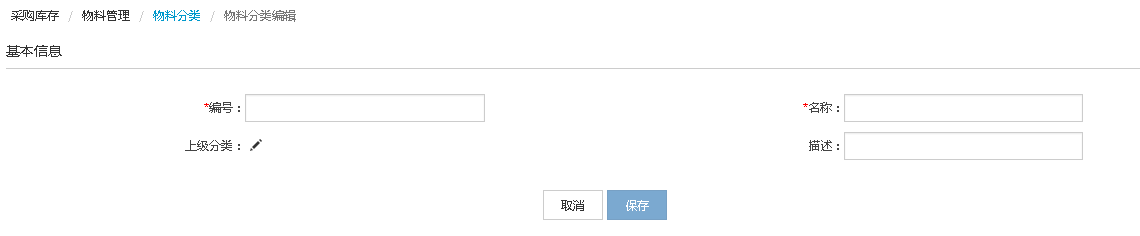 采购库存 / 物料管理 / 物料分类 / 物料分类编辑
基本信息
*编号： *名称：
上级分类： 描述：
取消 保存